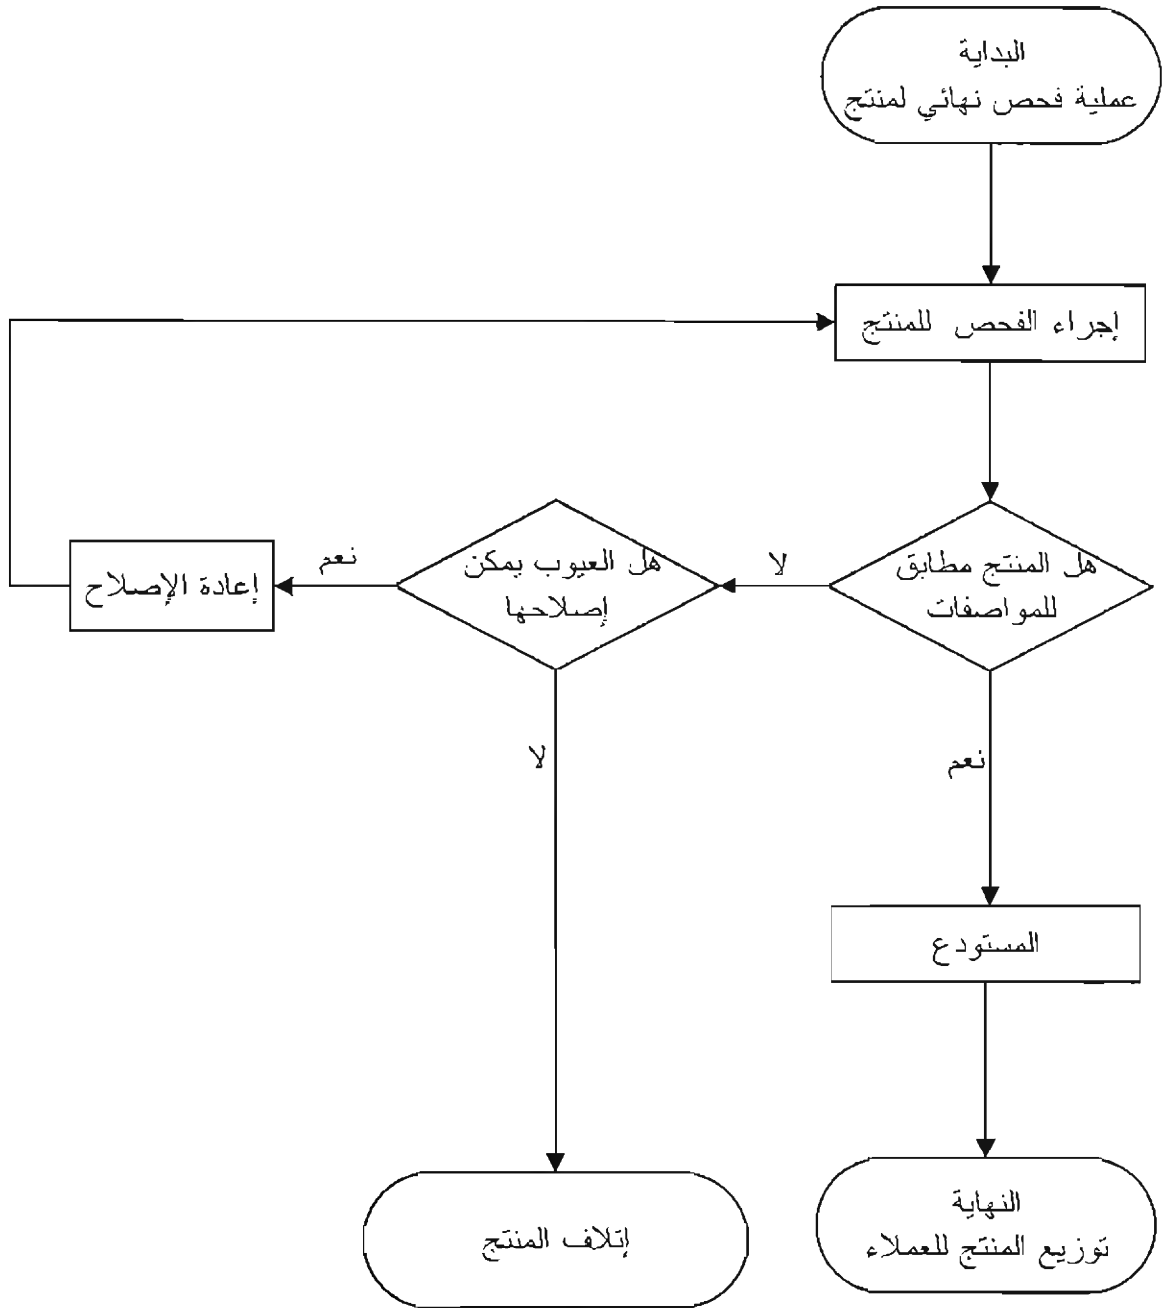 البداية
عملية فحص نهائي لمنتج
إجراء الفحص للمنتج
هل المنتج مطابق
للمواصفات
لا
هل العيوب يمكن
إصلاحها
نعم
إعادة الإصلاح
لا
نعم
المستودع
النهاية
توزيع المنتج للعملاء
إتلاف المنتج